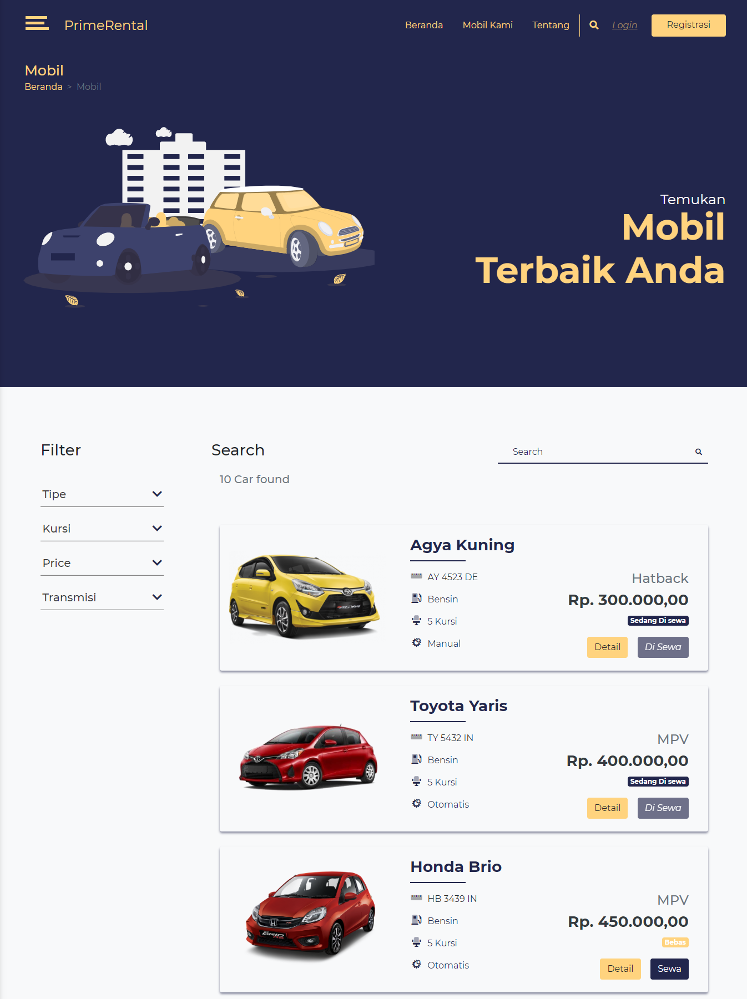 PrimeRental
Beranda Mobil Kami Tentang Login Registrasi
Mobil
Beranda > Mobil
Temukan
Mobil
Terbaik Anda
Filter
Tipe
Kursi
Price
Transmisi
Search
Search
10 Car found
Agya Kuning
AY 4523 DE
Bensin
5 Kursi
Manual
Hatback
Rp. 300.000,00
Sedang Di sewa
Detail Di Sewa
AGYA
Toyota Yaris
TY 5432 IN
Bensin
5 Kursi
Otomatis
MPV
Rp. 400.000,00
Sedang Di sewa
Detail Di Sewa
Honda Brio
HB 3439 IN
Bensin
5 Kursi
Otomatis
MPV
Rp. 450.000,00
Bebas
Detail Sewa
BRIO